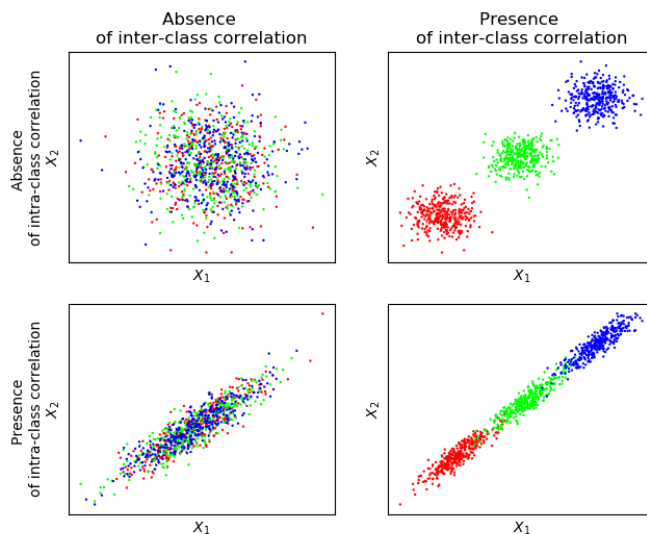 Absence
of inter-class correlation
Presence
of inter-class correlation
Absence
of intra-class correlation
X₂
X₁
X₂
X₁
Presence
of intra-class correlation
X₂
X₁
X₂
X₁